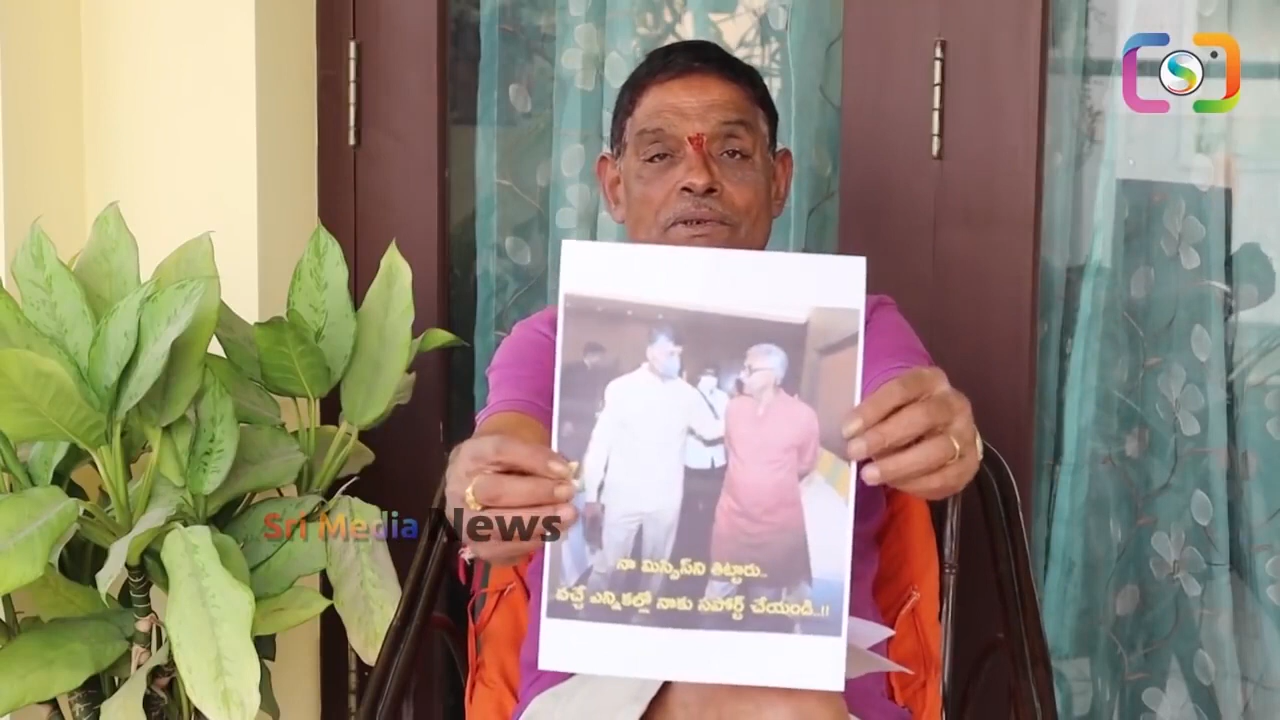 Sri Media News
నా మిస్సెస్‌ని తిట్టారు..
వచ్చే ఎన్నికల్లో నాకు సపోర్ట్ చేయండి..!!